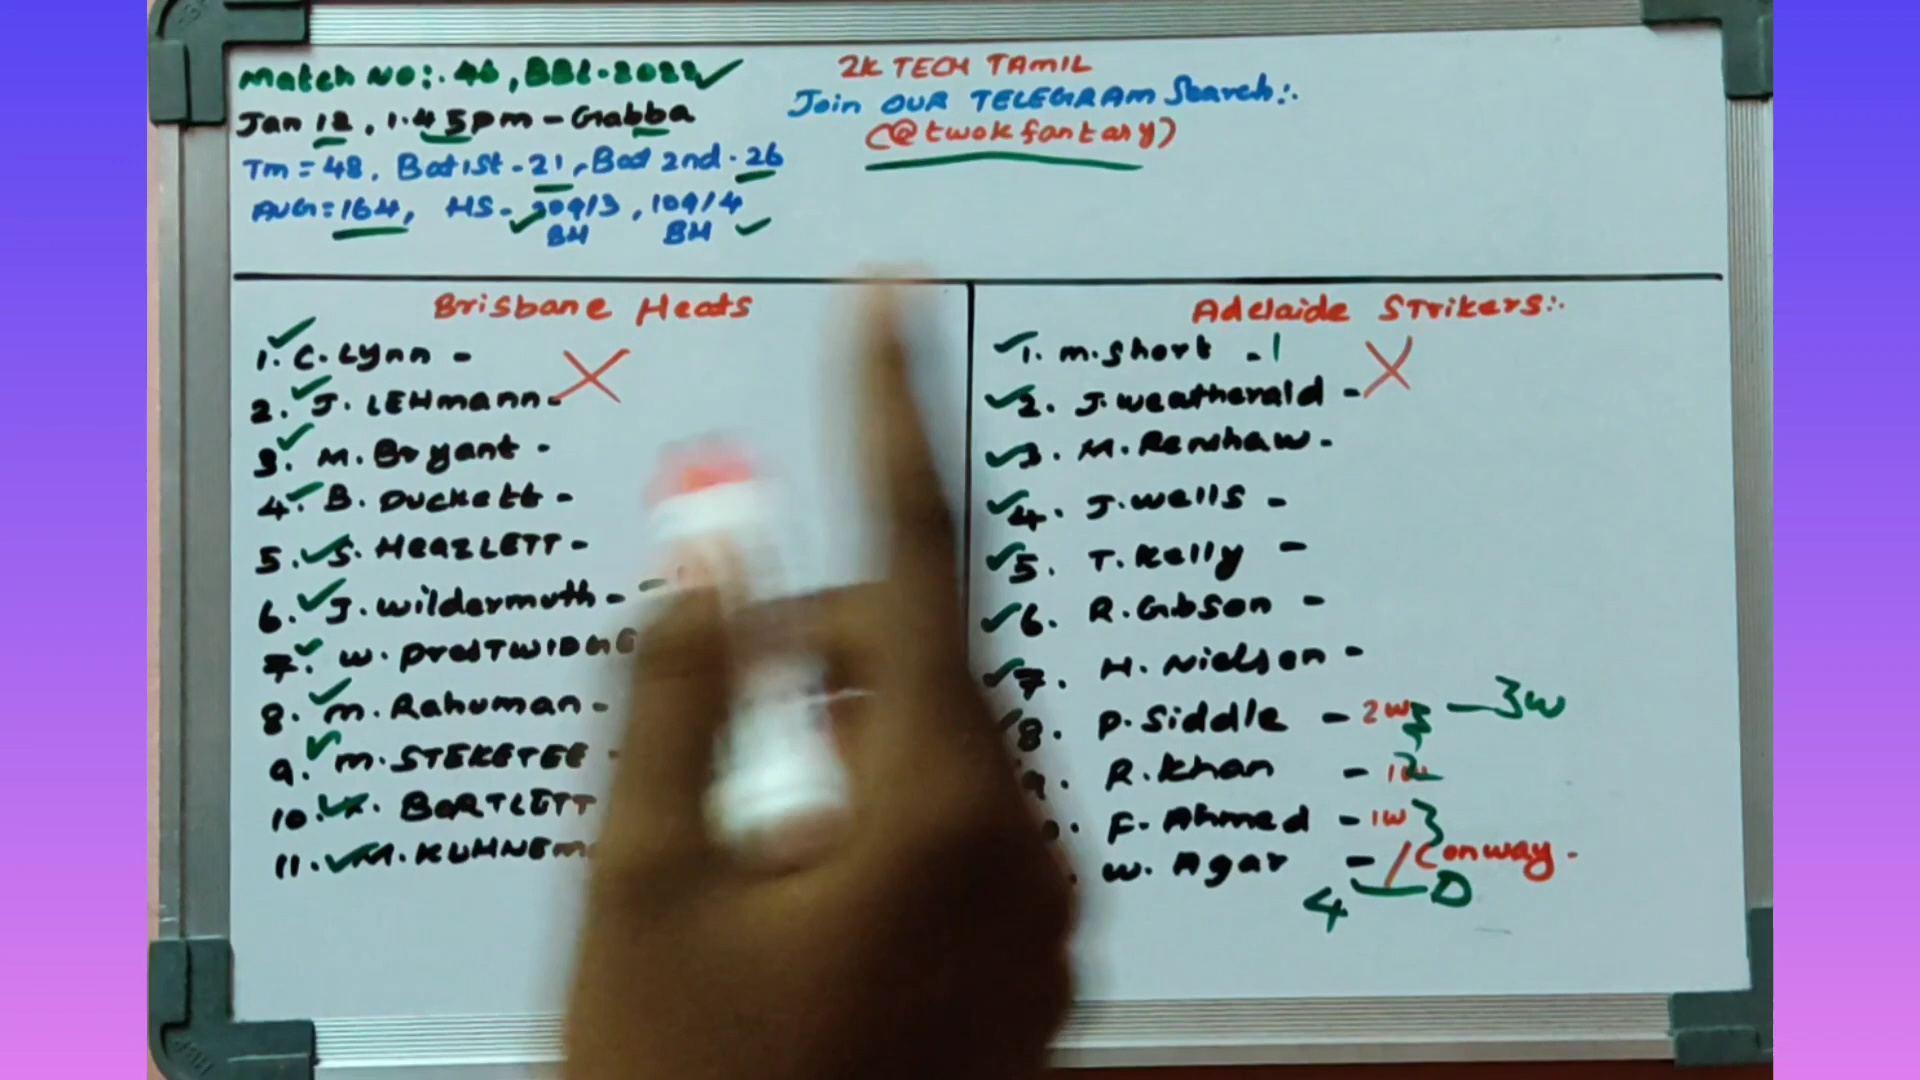 Match No:. 46, BBL-2022
Jan 12, 1.45pm - Gabba
Tm = 48, Bat 1st - 21, Bat 2nd - 26
AVG = 164, HS - 209/3, 109/4
BH BH
2K TECH TAMIL
Join OUR TELEGRAM Search:.
(@twokfantasy)
Brisbane Heats
1. C. Lynn -
2. J. LEHmann -
3. M. Bryant -
4. B. Duckett -
5. S. HeazLETT -
6. J. wildermuth -
7. w. presTWIDGE
8. M. Rahuman -
9. M. STEKETEE -
10. BARTLETT
11. M. KUHNEM
Adelaide STrikers:.
1. M. Short - 1
2. J. weatherald -
3. M. Renshaw -
4. J. wells -
5. T. Kelly -
6. R. Gibson -
7. H. Nielsen -
8. P. Siddle - 2w - 3w
9. R. Khan -
F. Ahmed - 1w
w. Agar - / Conway -
4 D